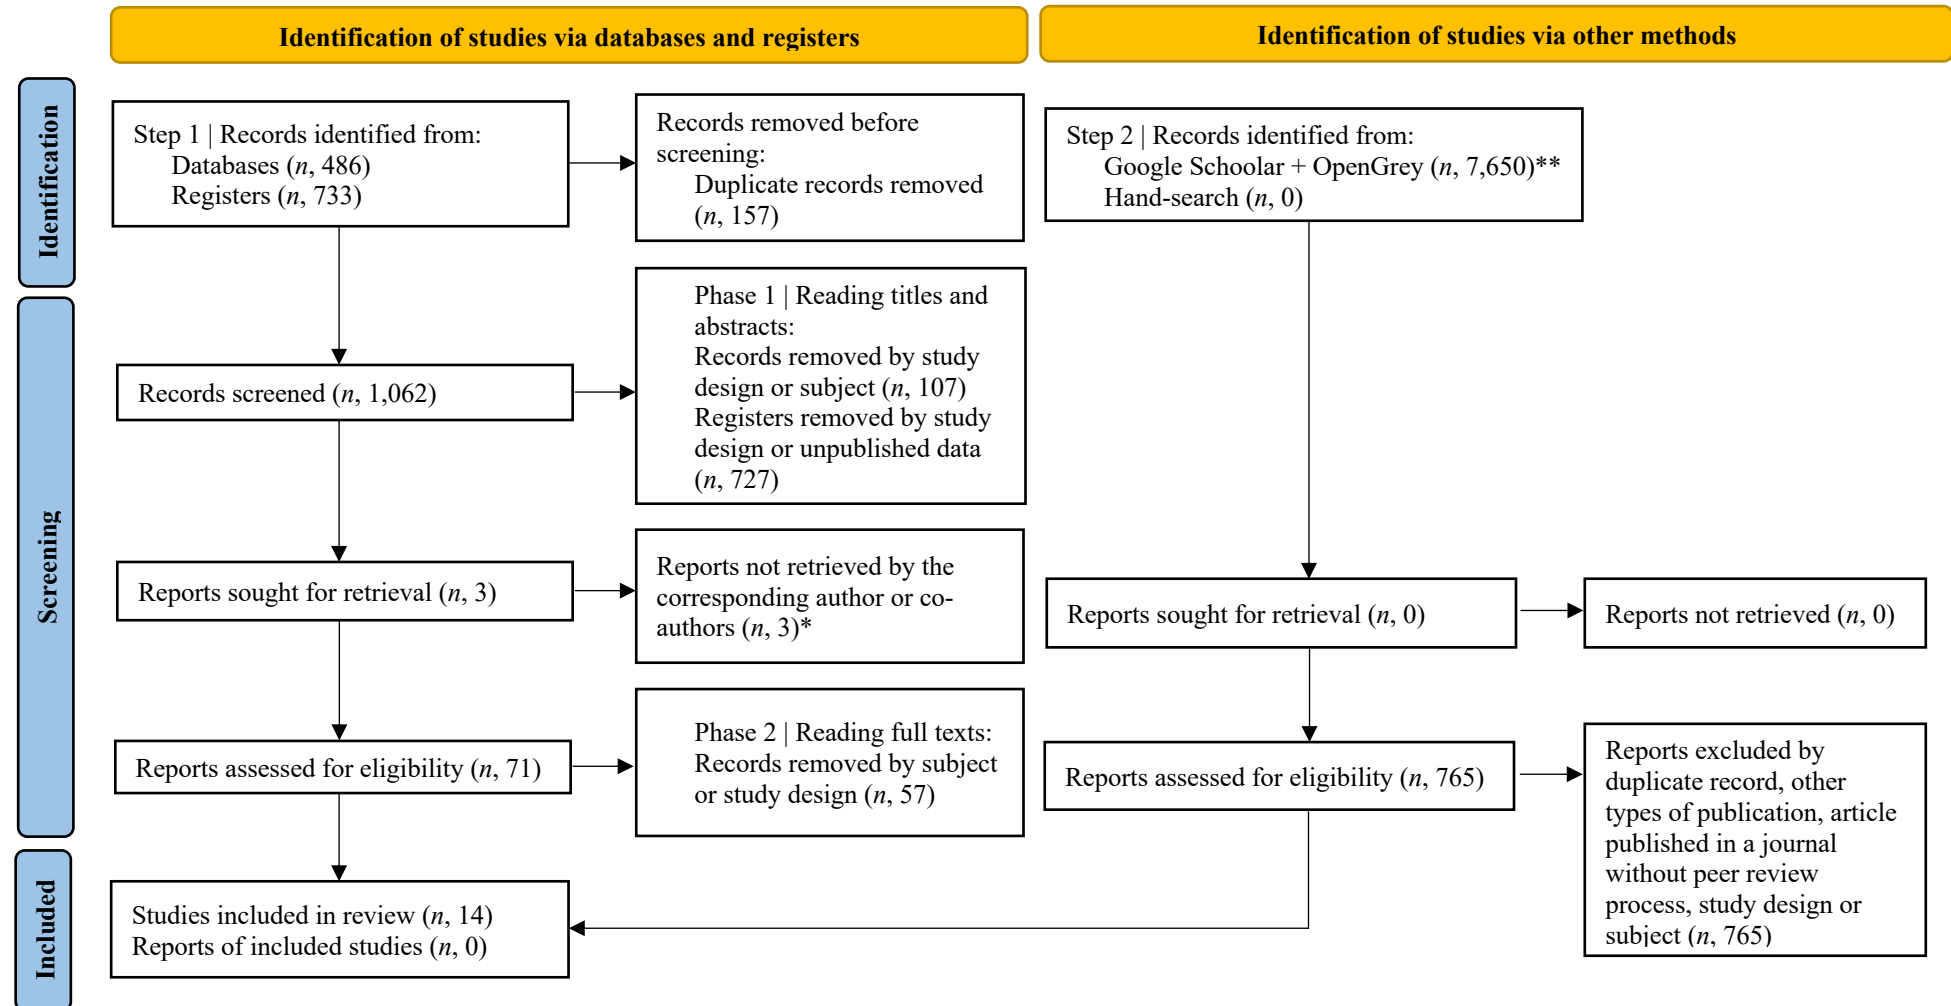 Identification of studies via databases and registers
Identification of studies via other methods
Identification
Step 1 | Records identified from:
Databases (n, 486)
Registers (n, 733)
Records removed before
screening:
Duplicate records removed
(n, 157)
Step 2 | Records identified from:
Google Schoolar + OpenGrey (n, 7,650)**
Hand-search (n, 0)
Screening
Records screened (n, 1,062)
Phase 1 | Reading titles and
abstracts:
Records removed by study
design or subject (n, 107)
Registers removed by study
design or unpublished data
(n, 727)
Reports sought for retrieval (n, 3)
Reports not retrieved by the
corresponding author or co-
authors (n, 3)*
Reports sought for retrieval (n, 0)
Reports not retrieved (n, 0)
Reports assessed for eligibility (n, 71)
Phase 2 | Reading full texts:
Records removed by subject
or study design (n, 57)
Reports assessed for eligibility (n, 765)
Reports excluded by
duplicate record, other
types of publication, article
published in a journal
without peer review
process, study design or
subject (n, 765)
Included
Studies included in review (n, 14)
Reports of included studies (n, 0)